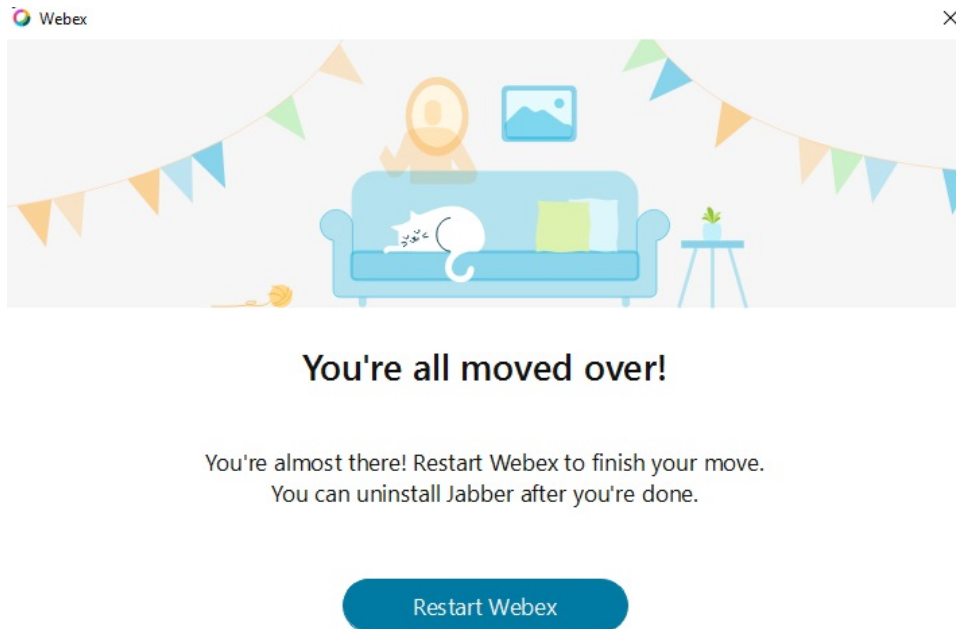 Webex
You're all moved over!
You're almost there! Restart Webex to finish your move.
You can uninstall Jabber after you're done.
Restart Webex